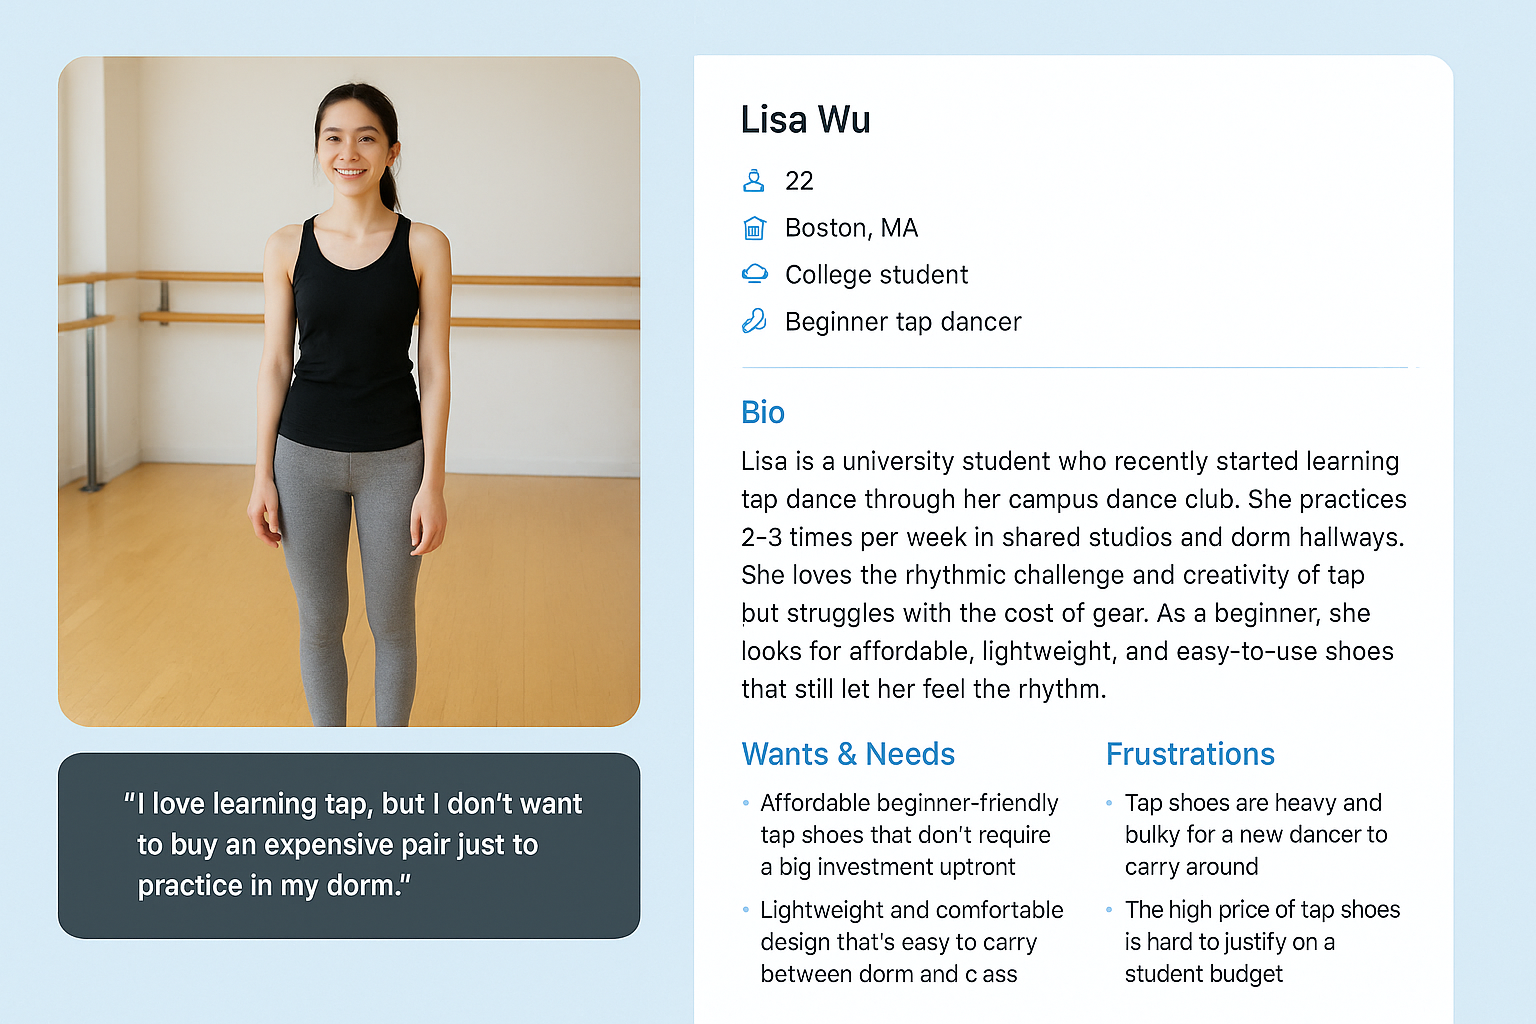 Lisa Wu
22
Boston, MA
College student
Beginner tap dancer
Bio
Lisa is a university student who recently started learning
tap dance through her campus dance club. She practices
2-3 times per week in shared studios and dorm hallways.
She loves the rhythmic challenge and creativity of tap
but struggles with the cost of gear. As a beginner, she
looks for affordable, lightweight, and easy-to-use shoes
that still let her feel the rhythm.
Wants & Needs
• Affordable beginner-friendly
tap shoes that don't require
a big investment uptront
• Lightweight and comfortable
design that's easy to carry
between dorm and c ass
Frustrations
• Tap shoes are heavy and
bulky for a new dancer to
carry around
• The high price of tap shoes
is hard to justify on a
student budget
"I love learning tap, but I don't want
to buy an expensive pair just to
practice in my dorm."